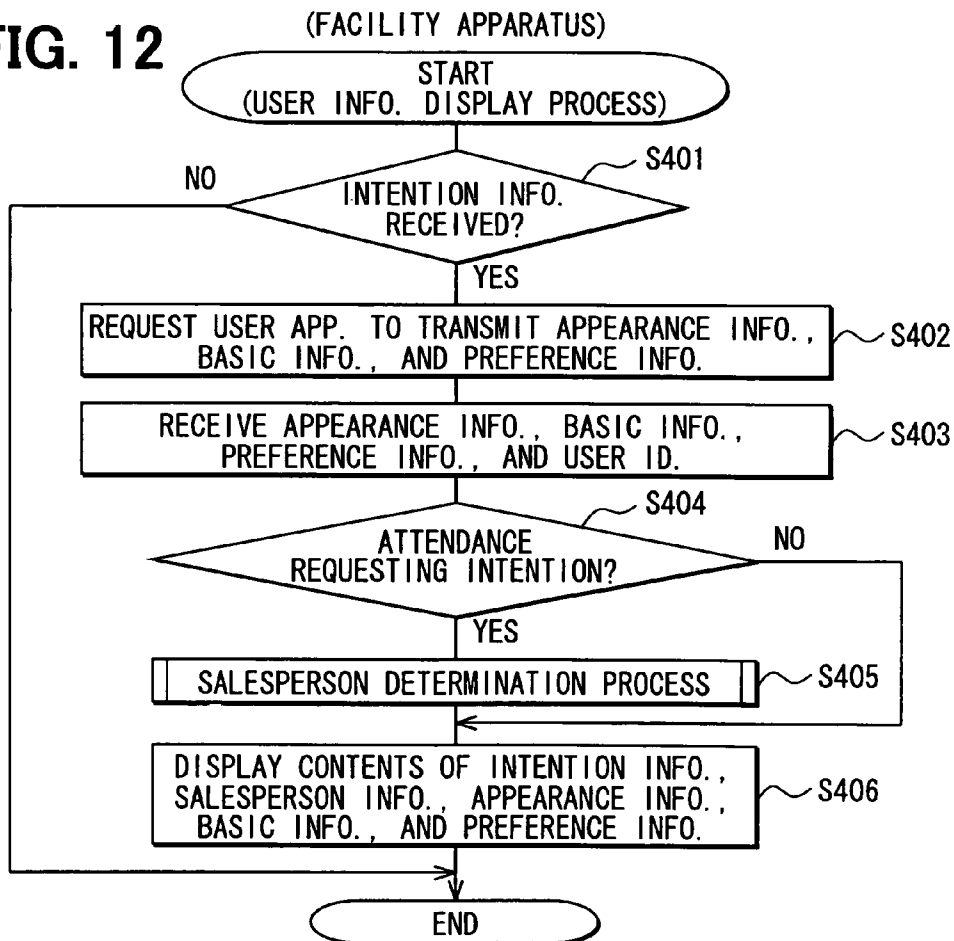 FIG. 12
(FACILITY APPARATUS)
START
(USER INFO. DISPLAY PROCESS)
S401
NO
INTENTION INFO.
RECEIVED?
YES
REQUEST USER APP. TO TRANSMIT APPEARANCE INFO.,
BASIC INFO., AND PREFERENCE INFO.
S402
RECEIVE APPEARANCE INFO., BASIC INFO.,
PREFERENCE INFO., AND USER ID.
S403
S404
ATTENDANCE
REQUESTING INTENTION?
NO
YES
SALESPERSON DETERMINATION PROCESS
S405
DISPLAY CONTENTS OF INTENTION INFO.,
SALESPERSON INFO., APPEARANCE INFO.,
BASIC INFO., AND PREFERENCE INFO.
S406
END